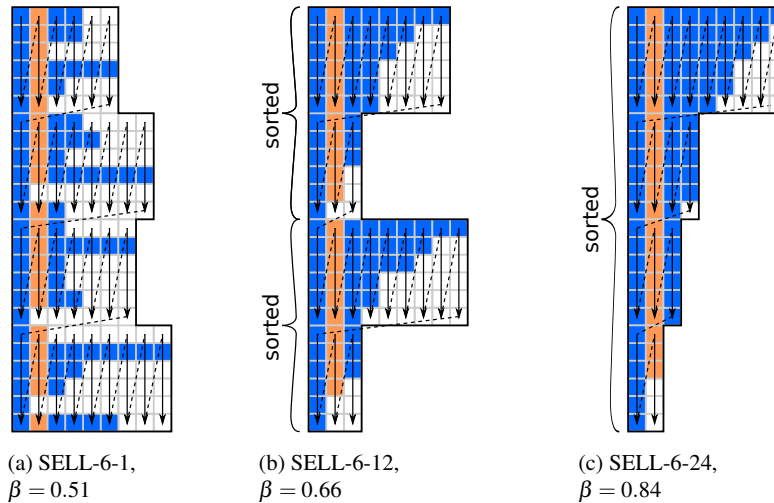 sorted
sorted
sorted
(a) SELL-6-1,
β = 0.51
(b) SELL-6-12,
β = 0.66
(c) SELL-6-24,
β = 0.84